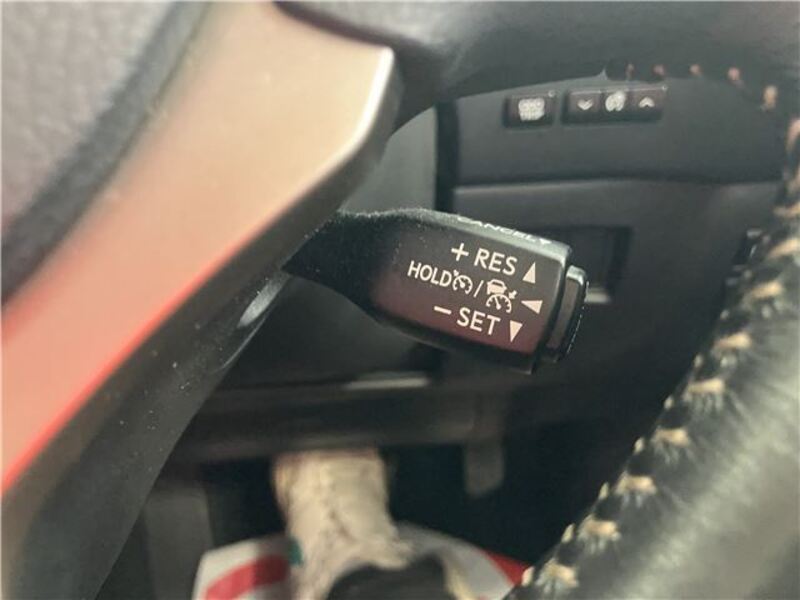 CANCEL
+ RES
HOLD /
− SET